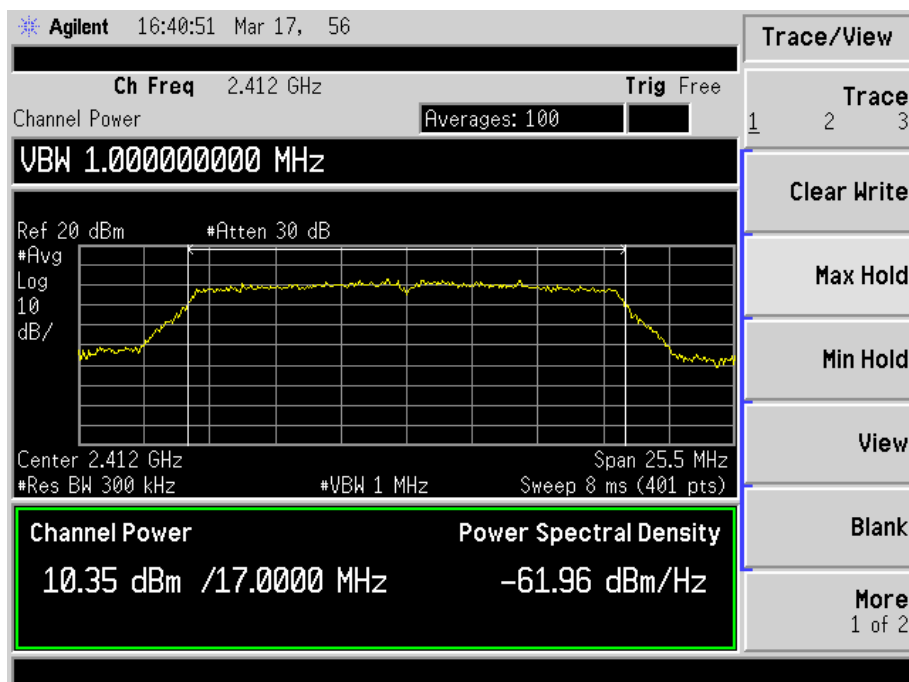 Agilent 16:40:51 Mar 17, 56
Trace/View
Ch Freq 2.412 GHz Trig Free
Channel Power Averages: 100
VBW 1.000000000 MHz
Ref 20 dBm #Atten 30 dB
#Avg
Log
10
dB/
Center 2.412 GHz Span 25.5 MHz
#Res BW 300 kHz #VBW 1 MHz Sweep 8 ms (401 pts)
Channel Power Power Spectral Density
10.35 dBm /17.0000 MHz -61.96 dBm/Hz
Trace
1 2 3
Clear Write
Max Hold
Min Hold
View
Blank
More
1 of 2